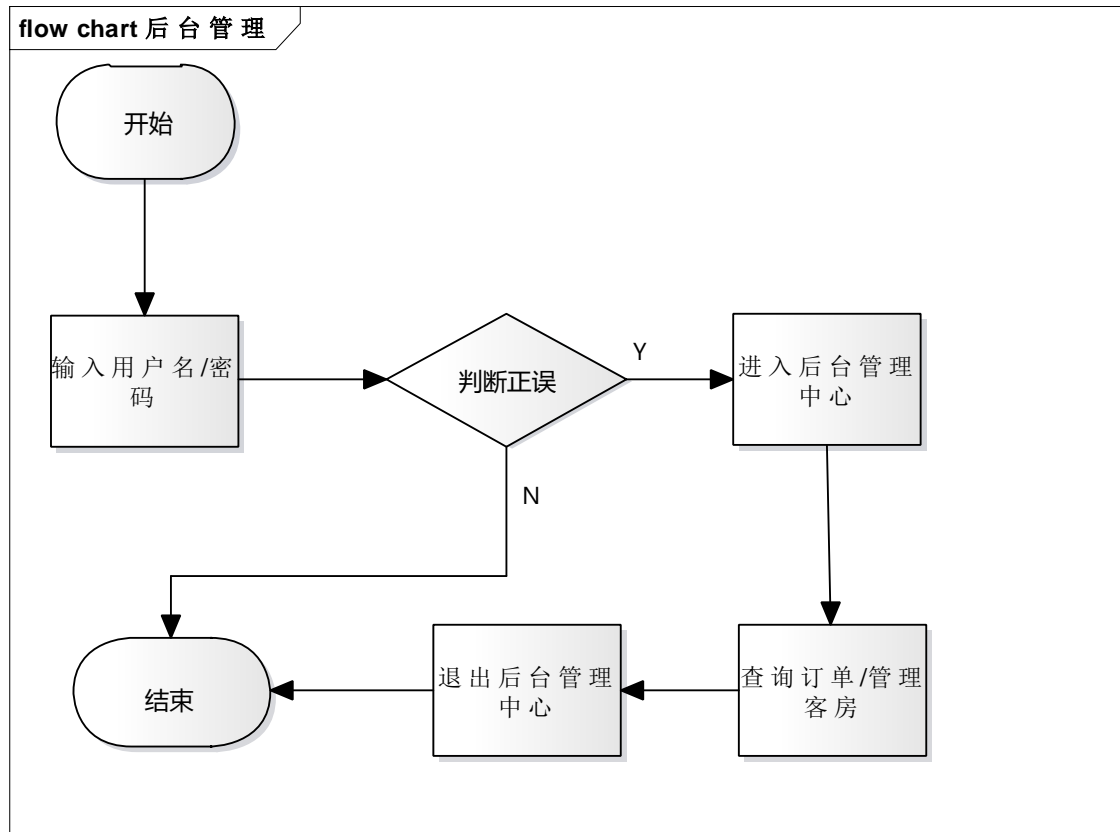 flow chart 后台管理
开始
输入用户名/密
码
判断正误
Y
进入后台管理
中心
N
结束
退出后台管理
中心
查询订单/管理
客房